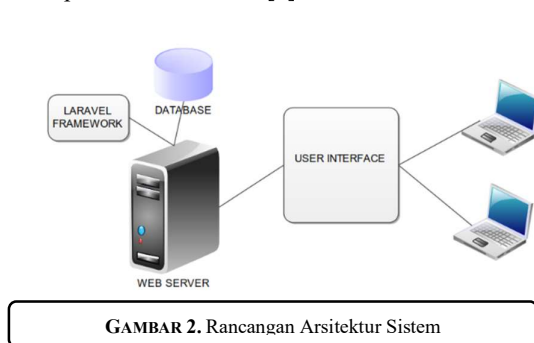 LARAVEL
FRAMEWORK
DATABASE
USER INTERFACE
WEB SERVER
GAMBAR 2. Rancangan Arsitektur Sistem